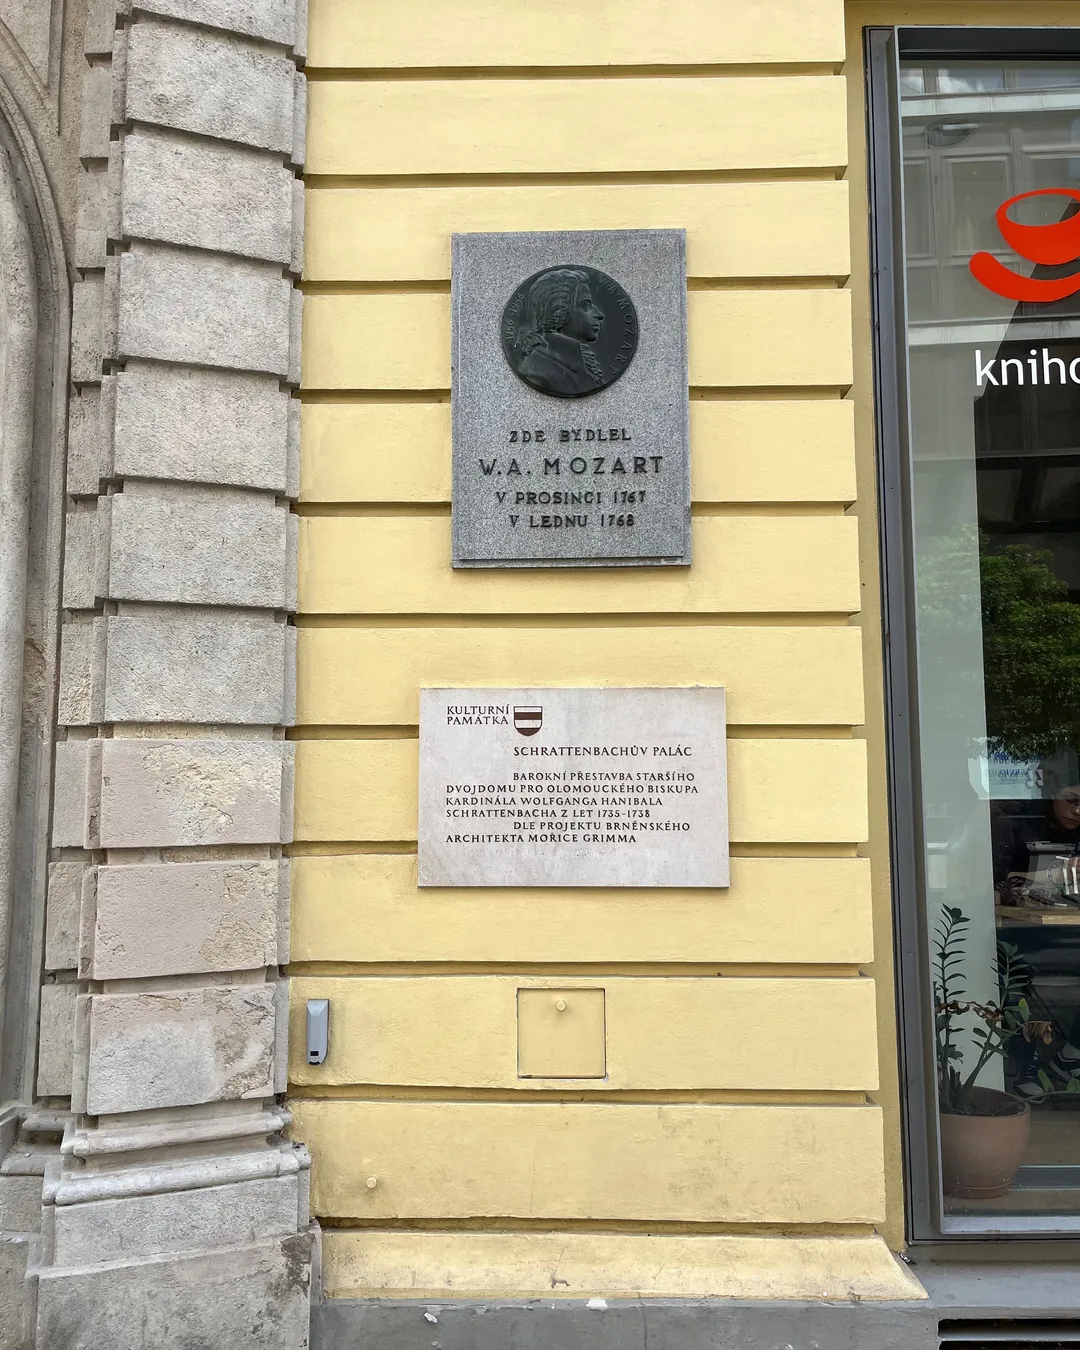 W. A. MOZART
ZDE BYDLEL
W. A. MOZART
V PROSINCI 1767
V LEDNU 1768
KULTURNÍ
PAMÁTKA
SCHRATTENBACHŮV PALÁC
BAROKNÍ PŘESTAVBA STARŠÍHO
DVOJDOMU PRO OLOMOUCKÉHO BISKUPA
KARDINÁLA WOLFGANGA HANIBALA
SCHRATTENBACHA Z LET 1735-1738
DLE PROJEKTU BRNĚNSKÉHO
ARCHITEKTA MOŘICE GRIMMA
kniho